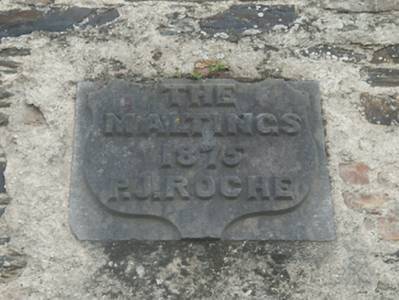 THE
MALTINGS
1875
P.J.ROCHE